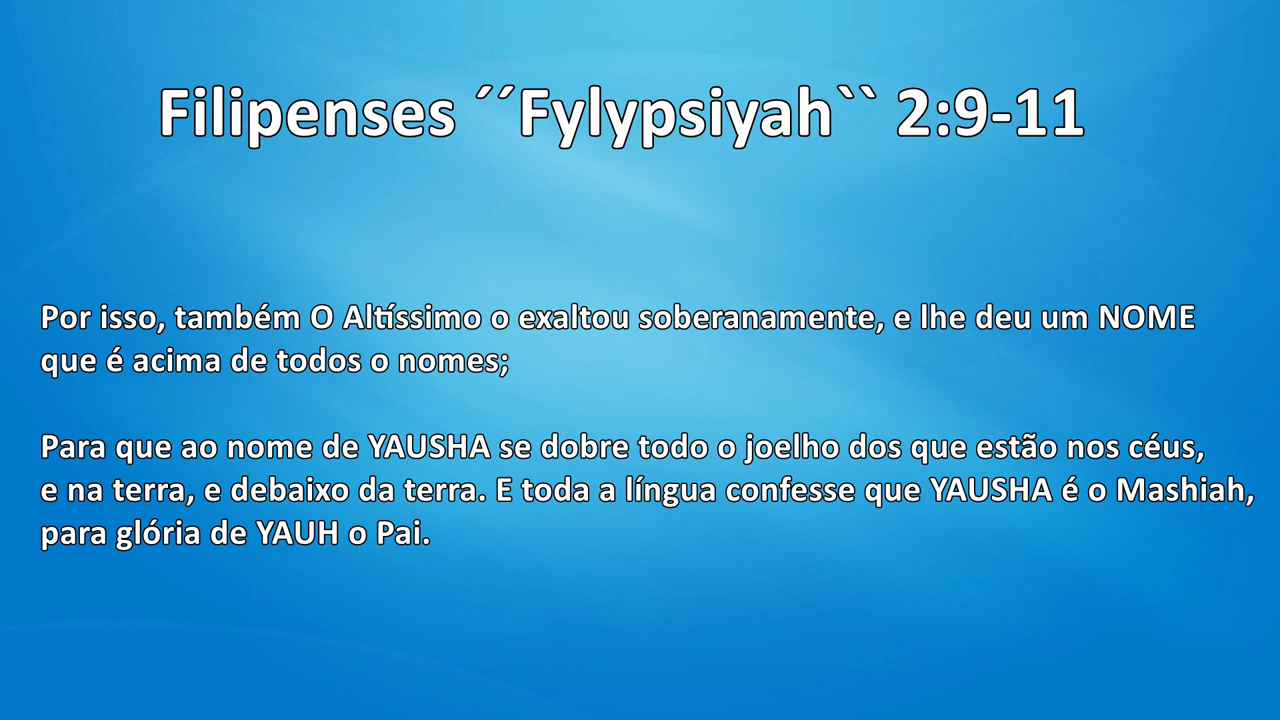 Filipenses ´´Fylypsiyah`` 2:9-11
Por isso, também O Altíssimo o exaltou soberanamente, e lhe deu um NOME
que é acima de todos o nomes;
Para que ao nome de YAUSHA se dobre todo o joelho dos que estão nos céus,
e na terra, e debaixo da terra. E toda a língua confesse que YAUSHA é o Mashiah,
para glória de YAUH o Pai.